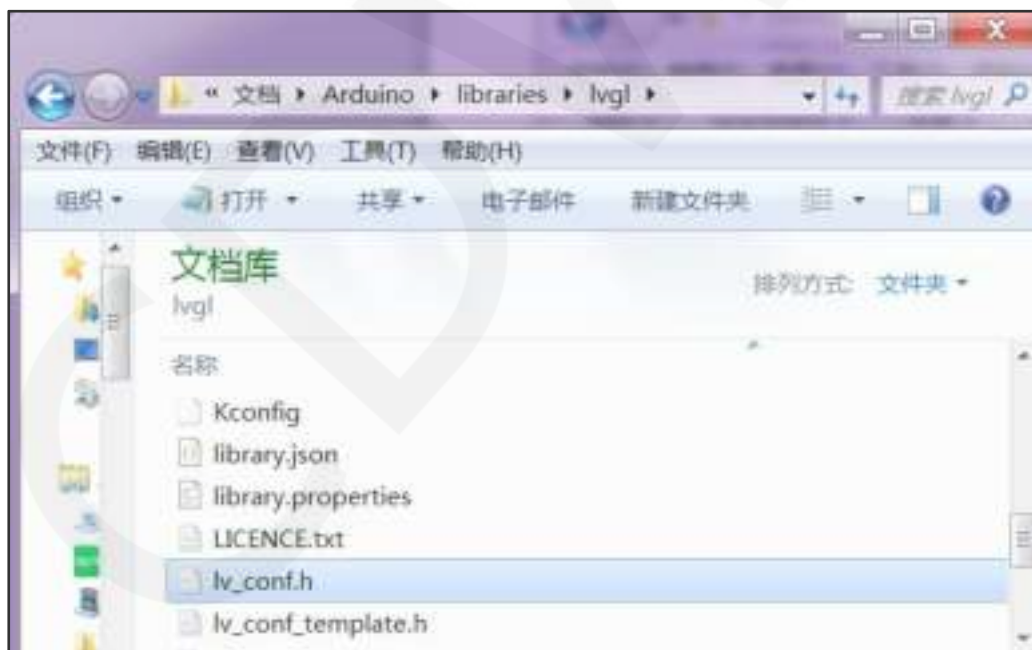 « 文档 ▸ Arduino ▸ libraries ▸ lvgl ▸ 搜索 lvgl
文件(F) 编辑(E) 查看(V) 工具(T) 帮助(H)
组织 打开 共享 电子邮件 新建文件夹
文档库
lvgl
排列方式: 文件夹
名称
Kconfig
library.json
library.properties
LICENCE.txt
lv_conf.h
lv_conf_template.h